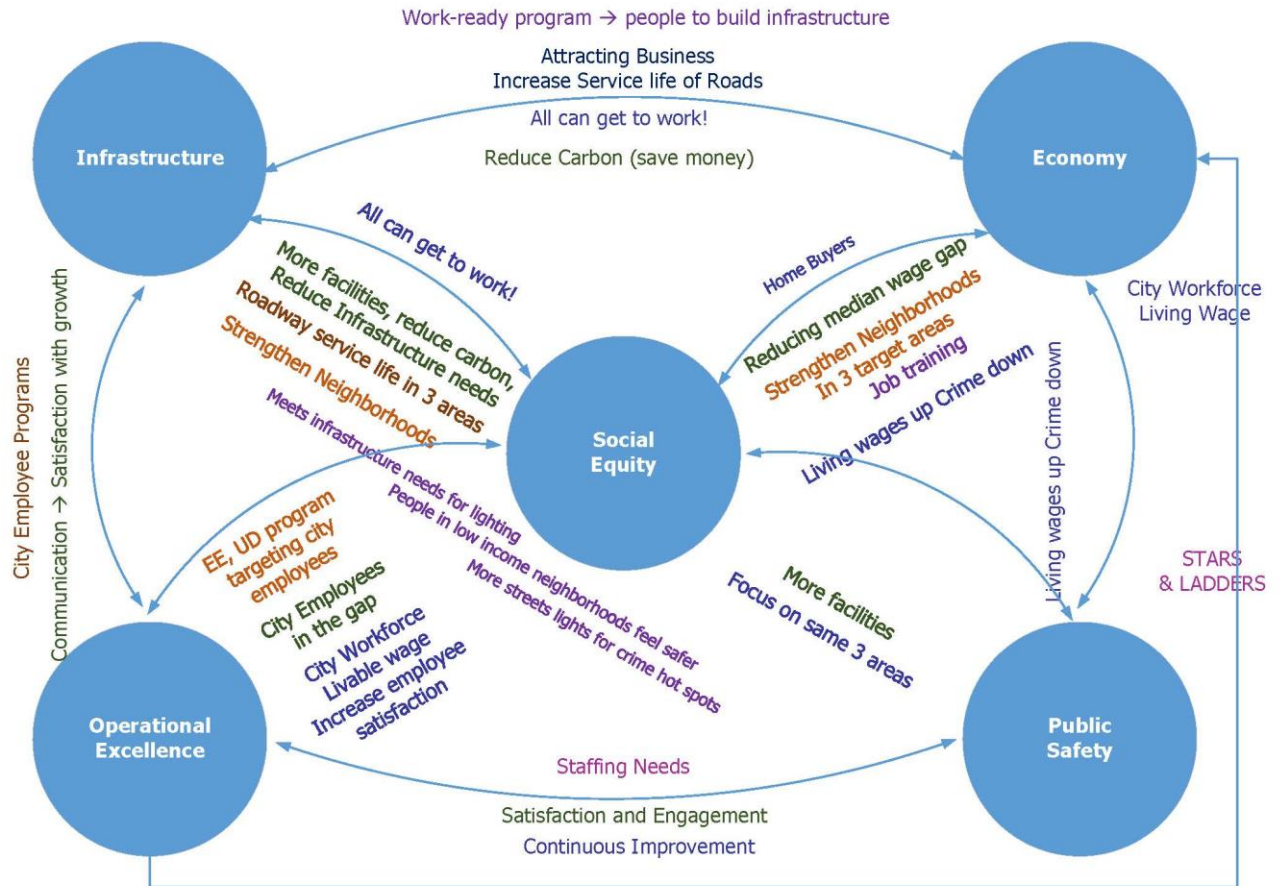 Work-ready program → people to build infrastructure
Attracting Business
Increase Service life of Roads
All can get to work!
Reduce Carbon (save money)
Infrastructure
Economy
All can get to work!
More facilities, reduce carbon,
Reduce Infrastructure needs
Roadway service life in 3 areas
Strengthen Neighborhoods
Meets infrastructure needs for lighting
People in low income neighborhoods feel safer
More streets lights for crime hot spots
Home Buyers
Reducing median wage gap
Strengthen Neighborhoods
In 3 target areas
Job training
Living wages up Crime down
City Workforce
Living Wage
Living wages up Crime down
STARS
& LADDERS
City Employee Programs
Communication → Satisfaction with growth
Social
Equity
EE, UD program
targeting city
employees
City Employees
in the gap
City Workforce
Livable wage
Increase employee
satisfaction
More facilities
Focus on same 3 areas
Operational
Excellence
Public
Safety
Staffing Needs
Satisfaction and Engagement
Continuous Improvement